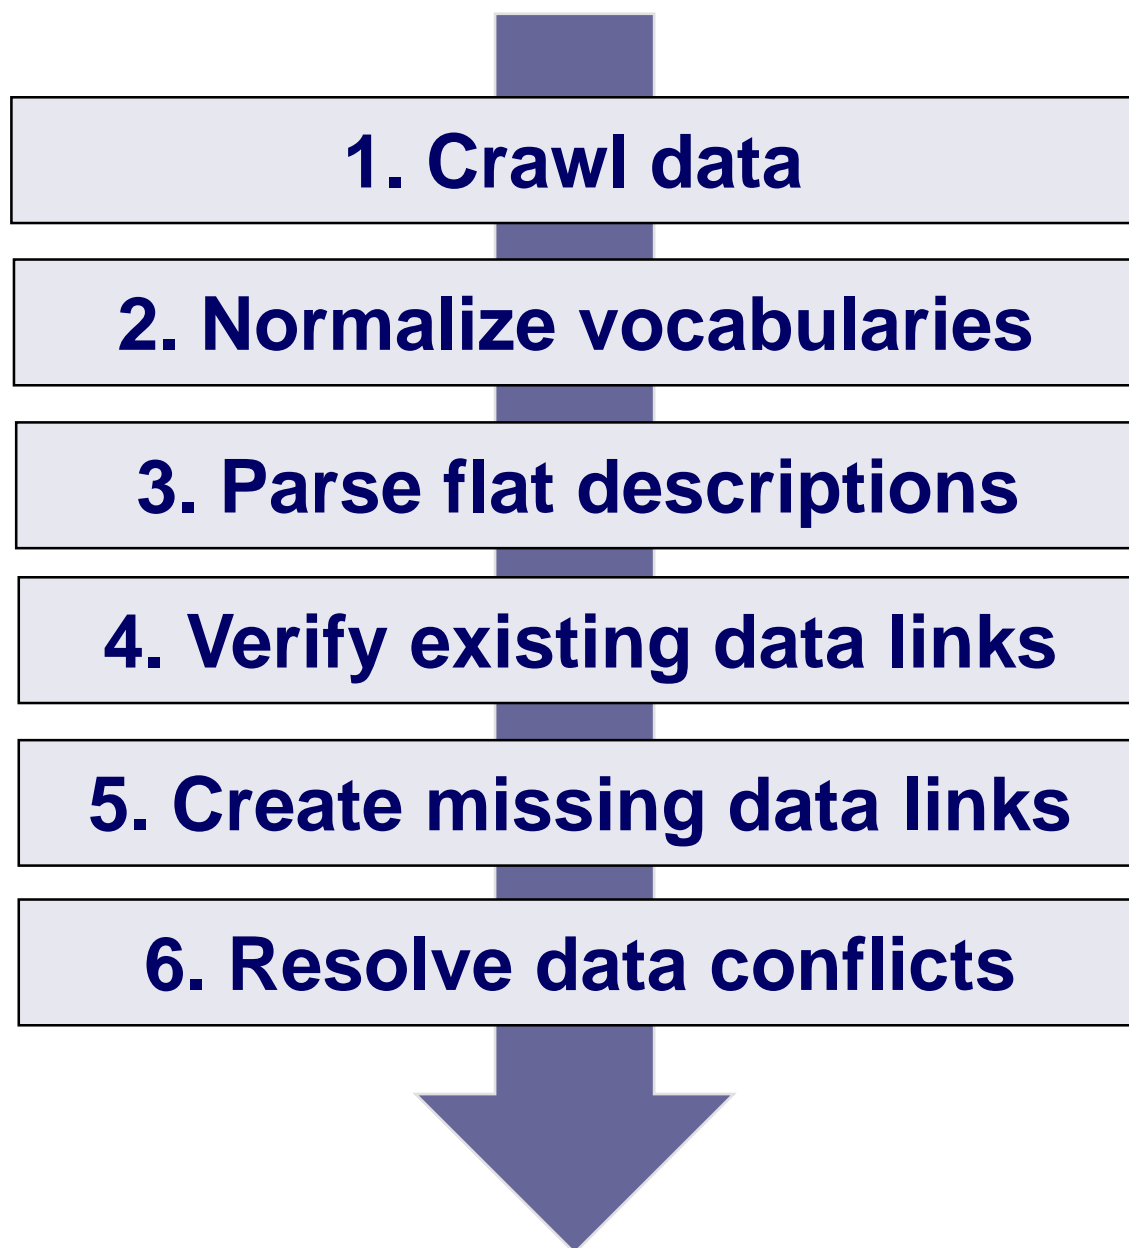 1. Crawl data
2. Normalize vocabularies
3. Parse flat descriptions
4. Verify existing data links
5. Create missing data links
6. Resolve data conflicts